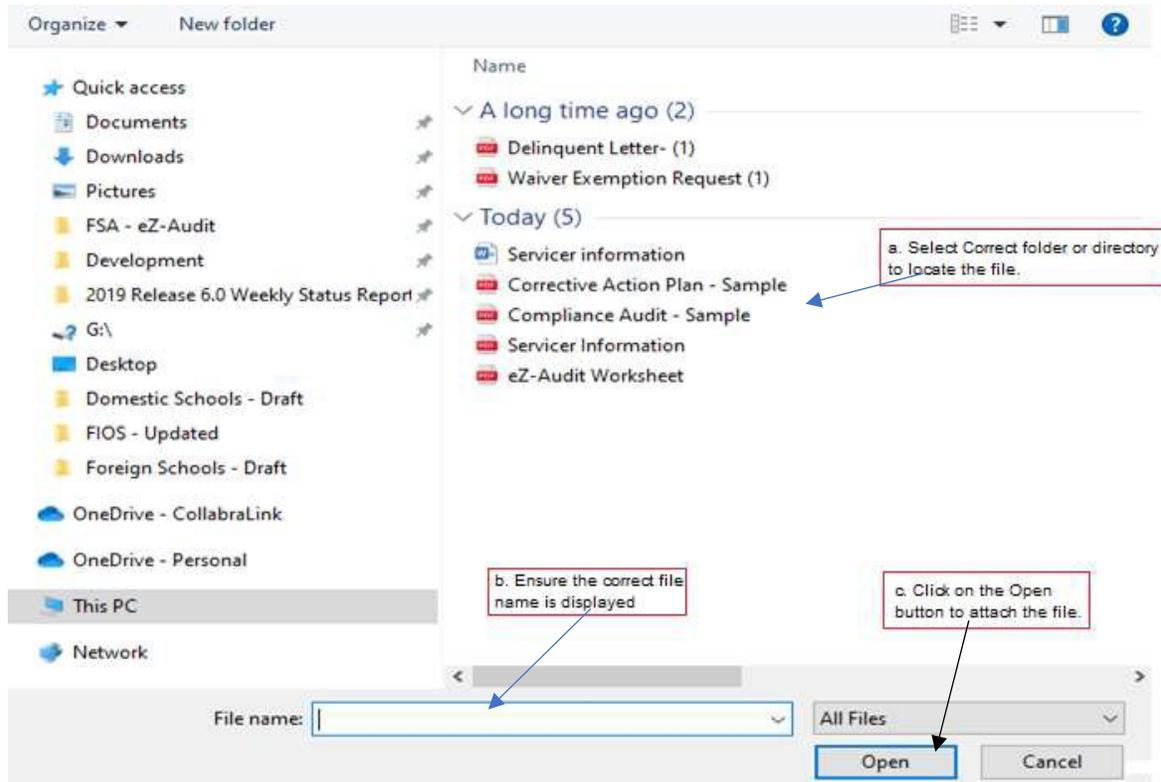 Organize New folder
Name
Quick access
Documents
Downloads
Pictures
FSA - eZ-Audit
Development
2019 Release 6.0 Weekly Status Report
G:\
Desktop
Domestic Schools - Draft
FIOS - Updated
Foreign Schools - Draft
OneDrive - CollabraLink
OneDrive - Personal
This PC
Network
A long time ago (2)
Delinquent Letter- (1)
Waiver Exemption Request (1)
Today (5)
Servicer information
Corrective Action Plan - Sample
Compliance Audit - Sample
Servicer Information
eZ-Audit Worksheet
a. Select Correct folder or directory
to locate the file.
b. Ensure the correct file
name is displayed
c. Click on the Open
button to attach the file.
File name:
All Files
Open Cancel